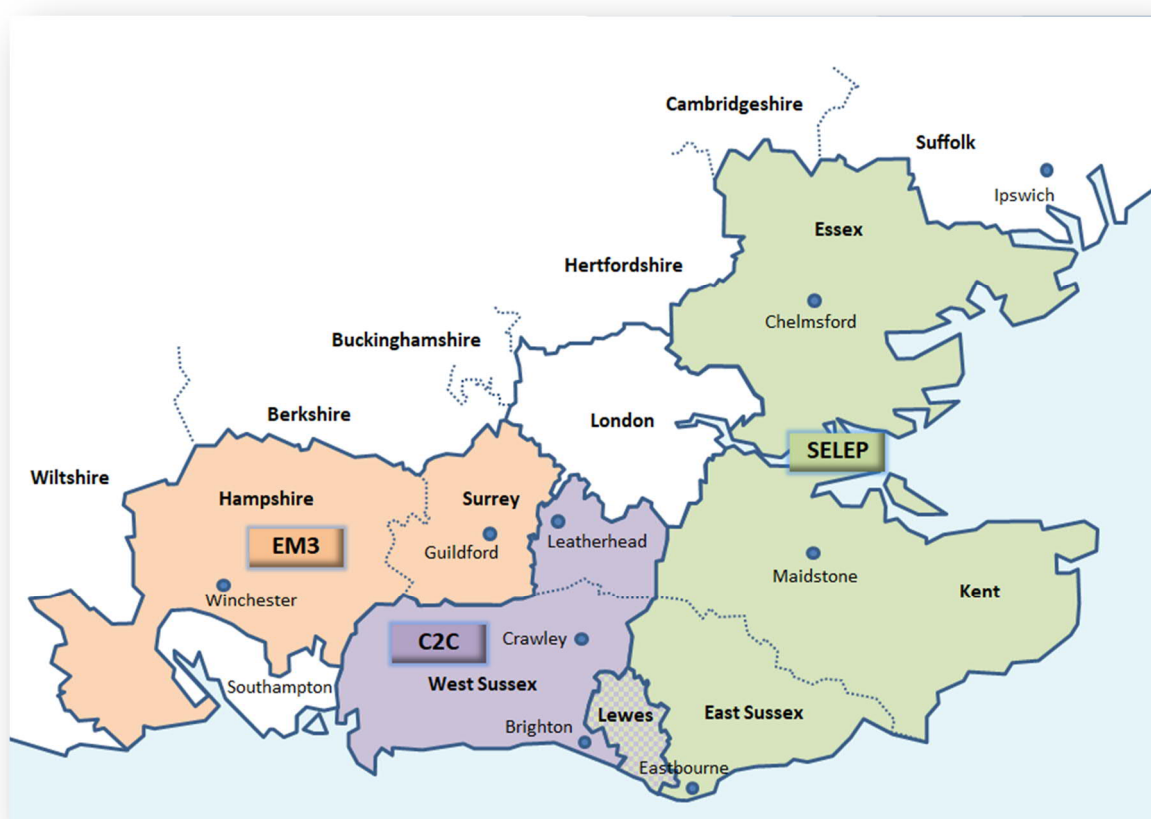 Cambridgeshire
Suffolk
Ipswich
Essex
Hertfordshire
Chelmsford
Buckinghamshire
Berkshire
London
SELEP
Wiltshire
Hampshire
Surrey
EM3
Guildford
Leatherhead
Maidstone
Kent
Winchester
C2C
Crawley
West Sussex
Southampton
Lewes
East Sussex
Brighton
Eastbourne